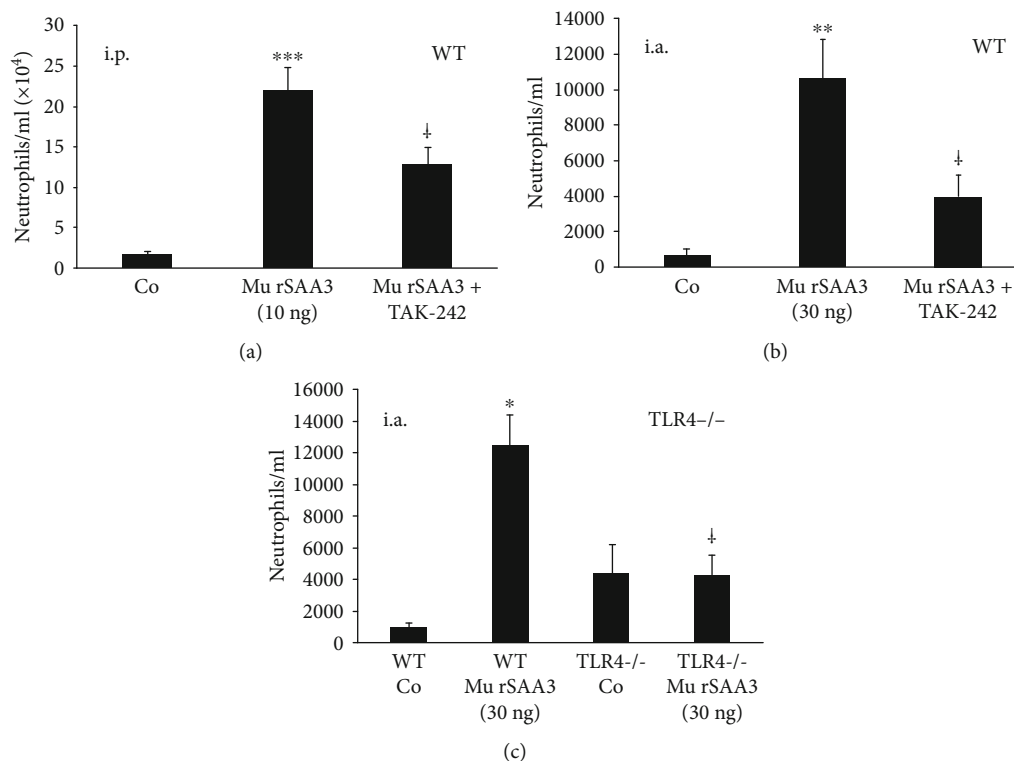 i.p.
WT
***
⸸
Neutrophils/ml (×10⁴)
30
25
20
15
10
5
0
Co
Mu rSAA3
(10 ng)
Mu rSAA3 +
TAK-242
(a)
i.a.
WT
**
⸸
Neutrophils/ml
14000
12000
10000
8000
6000
4000
2000
0
Co
Mu rSAA3
(30 ng)
Mu rSAA3 +
TAK-242
(b)
i.a.
TLR4−/−
*
⸸
Neutrophils/ml
16000
14000
12000
10000
8000
6000
4000
2000
0
WT
Co
WT
Mu rSAA3
(30 ng)
TLR4-/-
Co
TLR4-/-
Mu rSAA3
(30 ng)
(c)